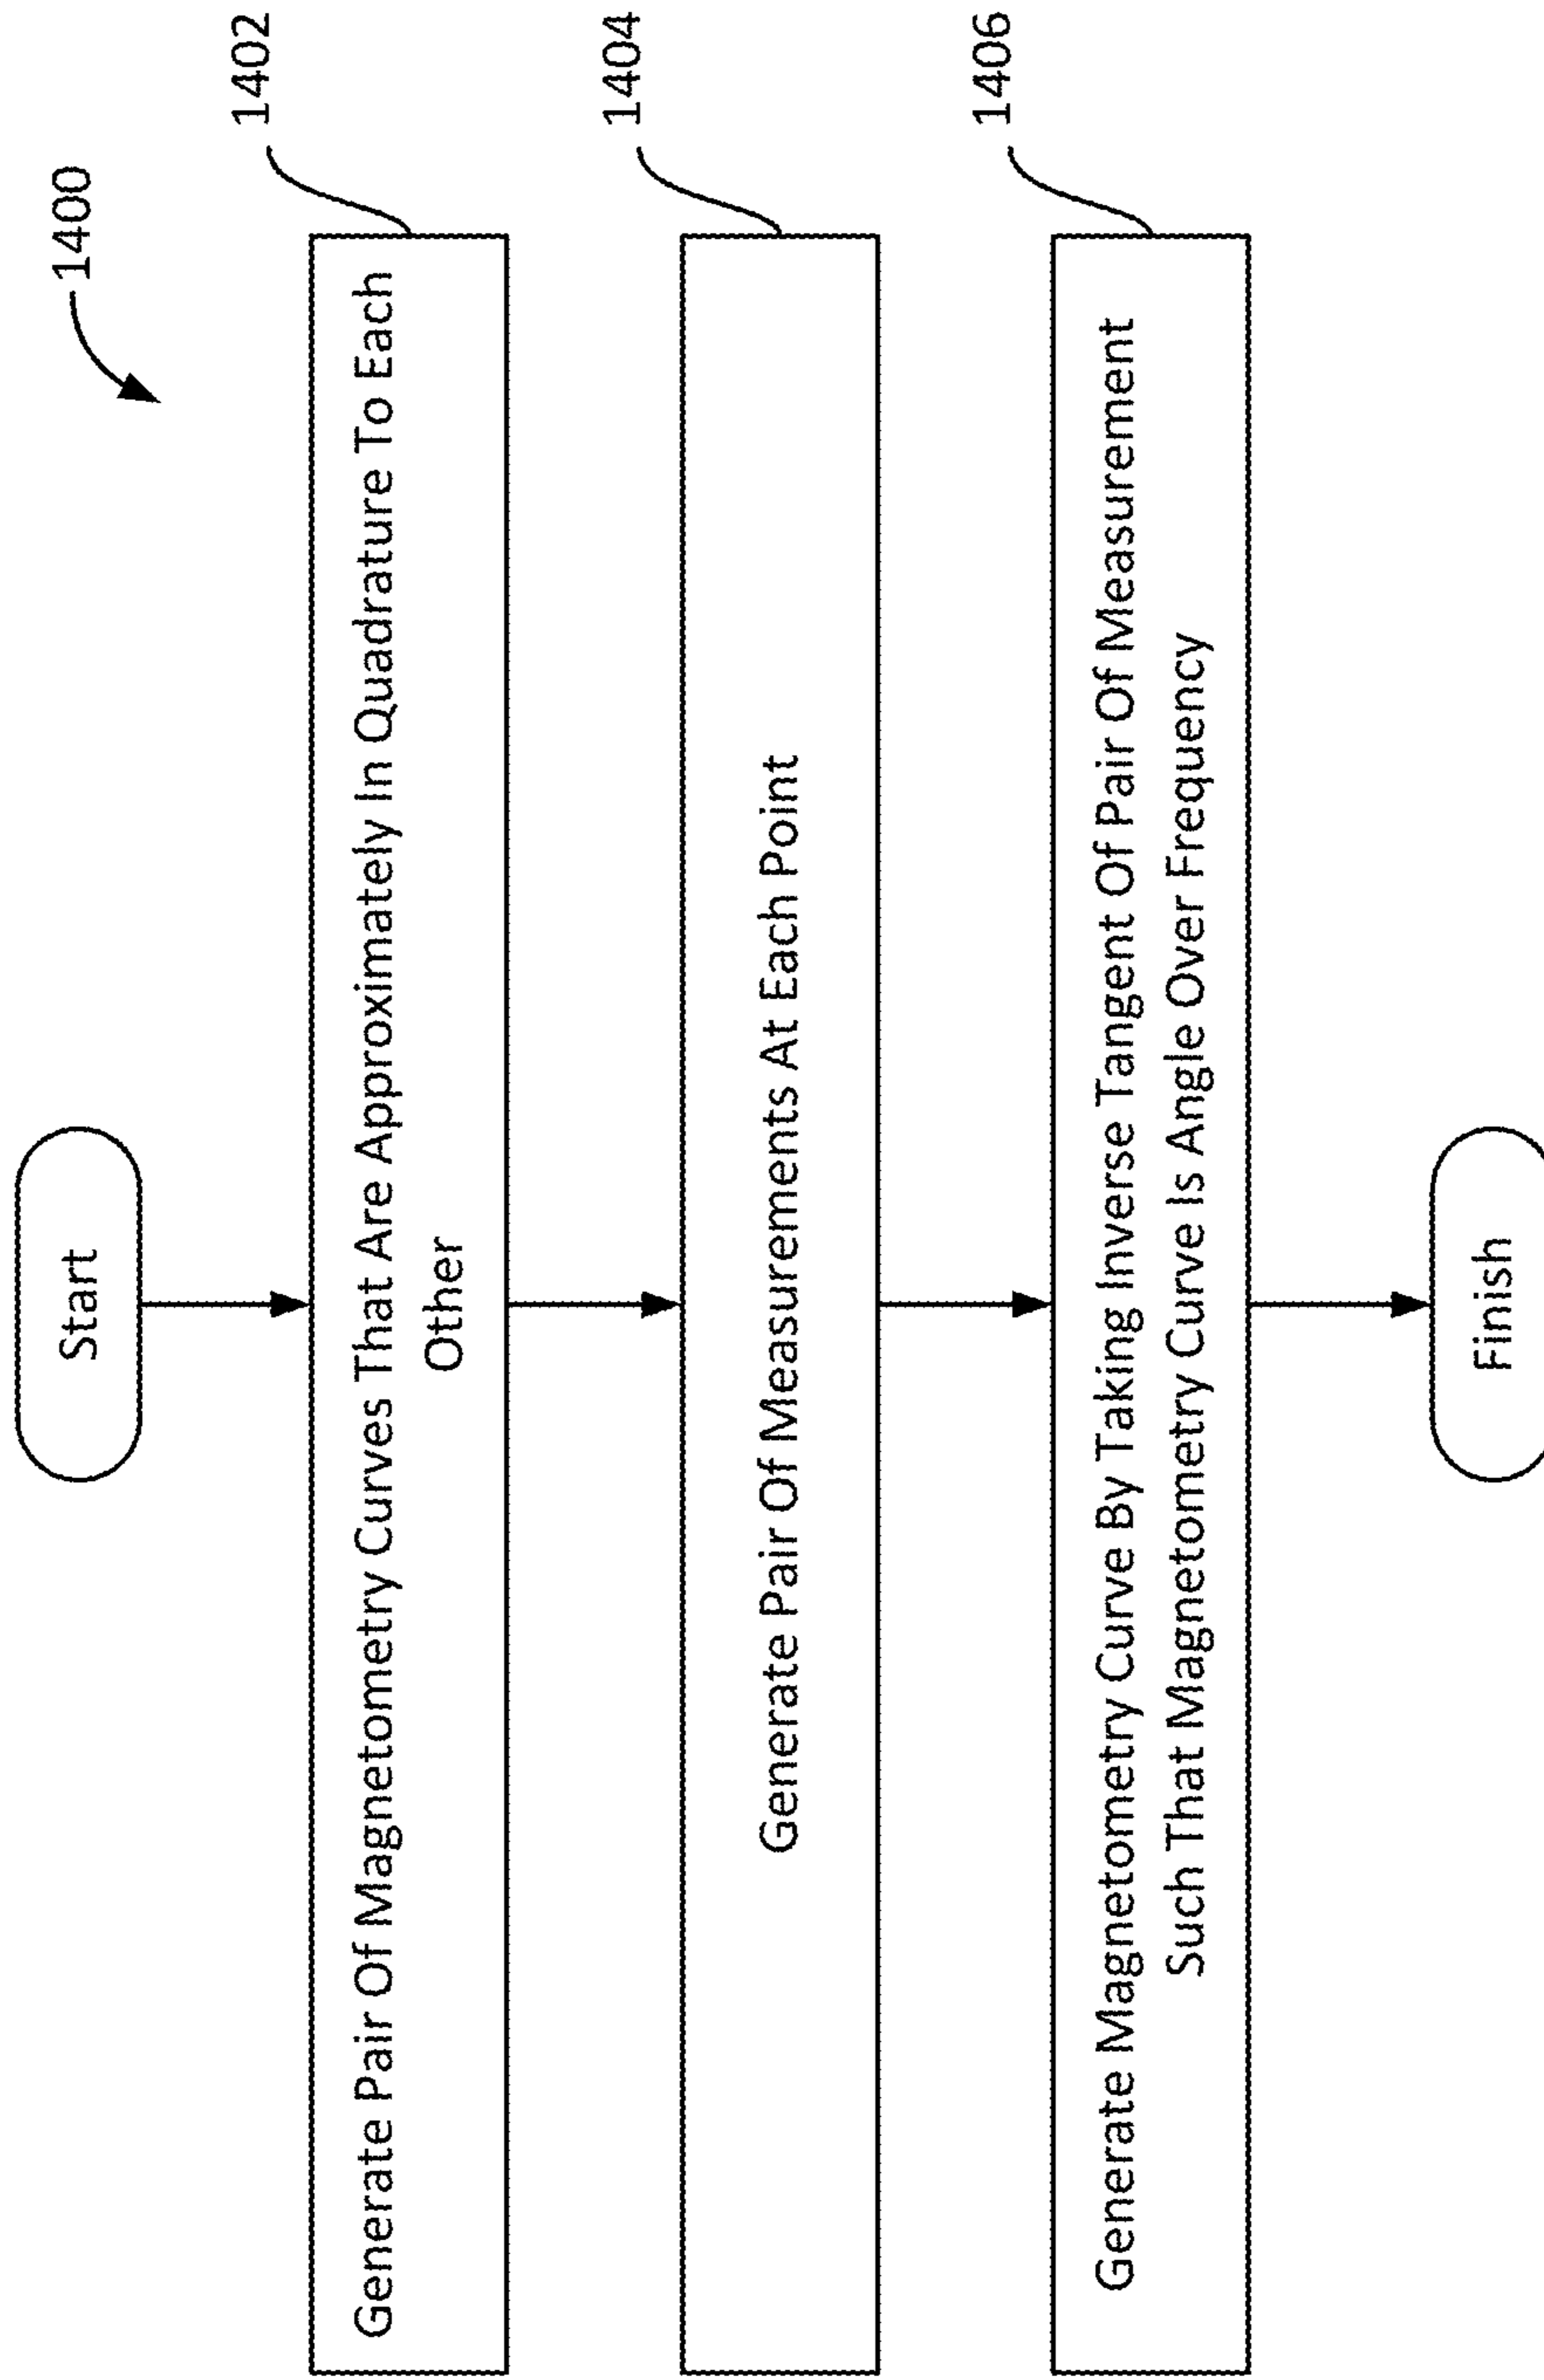 1400
Start
1402
Generate Pair Of Magnetometry Curves That Are Approximately In Quadrature To Each
Other
1404
Generate Pair Of Measurements At Each Point
1406
Generate Magnetometry Curve By Taking Inverse Tangent Of Pair Of Measurement
Such That Magnetometry Curve Is Angle Over Frequency
Finish